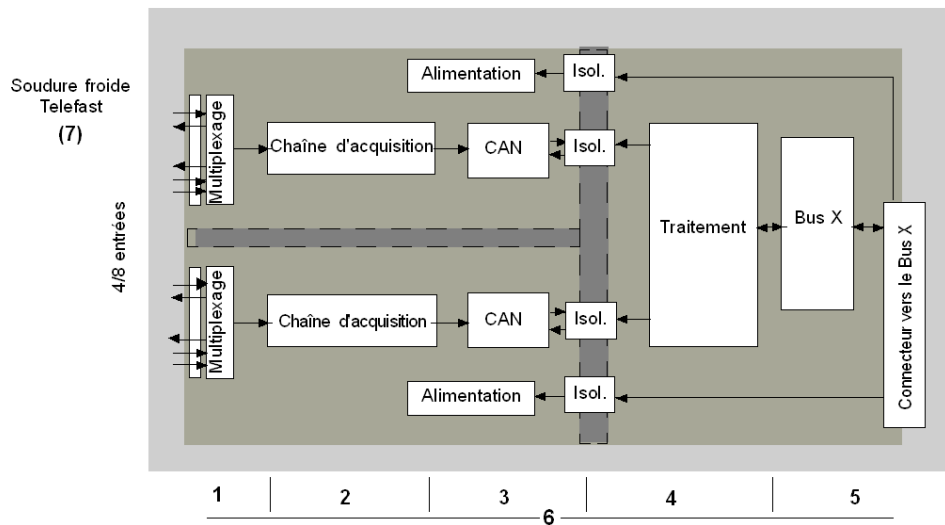 Soudure froide
Telefast
(7)
4/8 entrées
Alimentation
Isol.
Multiplexage
Chaîne d'acquisition
CAN
Isol.
Traitement
Bus X
Connecteur vers le Bus X
Multiplexage
Chaîne d'acquisition
CAN
Isol.
Alimentation
Isol.
1
2
3
4
5
6